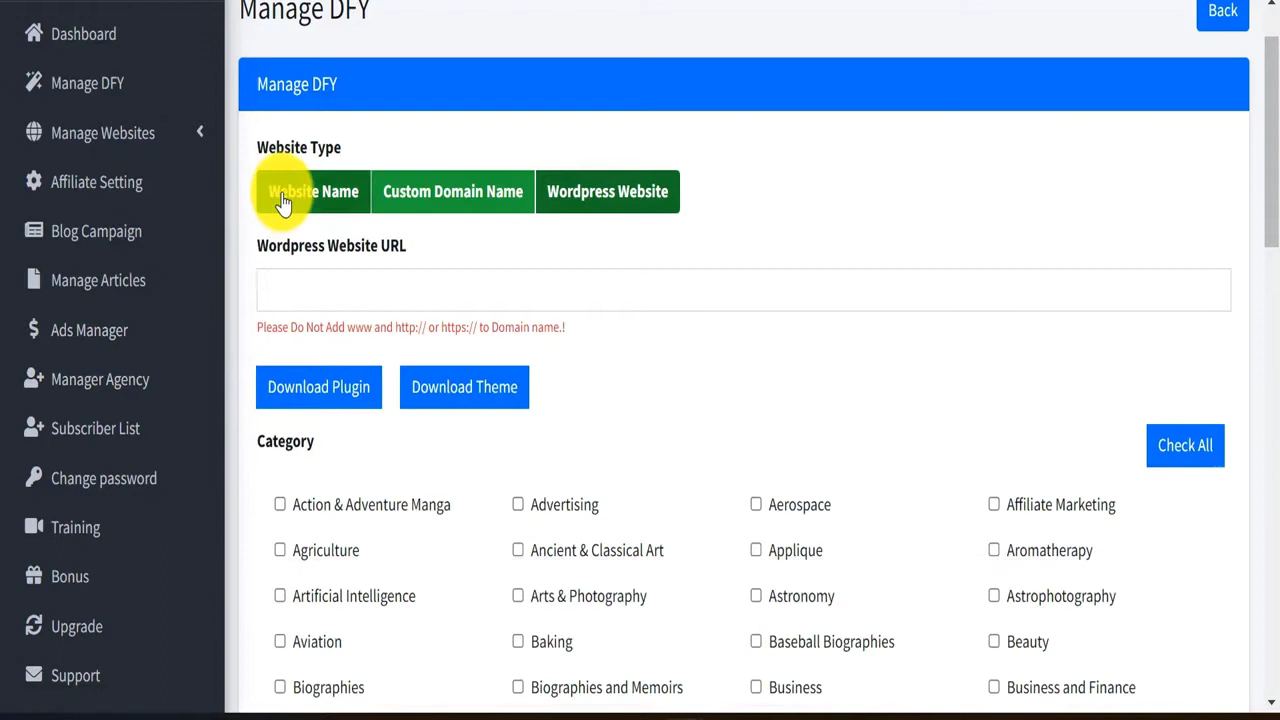 Manage DFY
Back
Dashboard
Manage DFY
Manage Websites
Affiliate Setting
Blog Campaign
Manage Articles
Ads Manager
Manager Agency
Subscriber List
Change password
Training
Bonus
Upgrade
Support
Manage DFY
Website Type
Website Name
Custom Domain Name
Wordpress Website
Wordpress Website URL
Please Do Not Add www and http:// or https:// to Domain name.!
Download Plugin
Download Theme
Category
Check All
Action & Adventure Manga
Advertising
Aerospace
Affiliate Marketing
Agriculture
Ancient & Classical Art
Applique
Aromatherapy
Artificial Intelligence
Arts & Photography
Astronomy
Astrophotography
Aviation
Baking
Baseball Biographies
Beauty
Biographies
Biographies and Memoirs
Business
Business and Finance